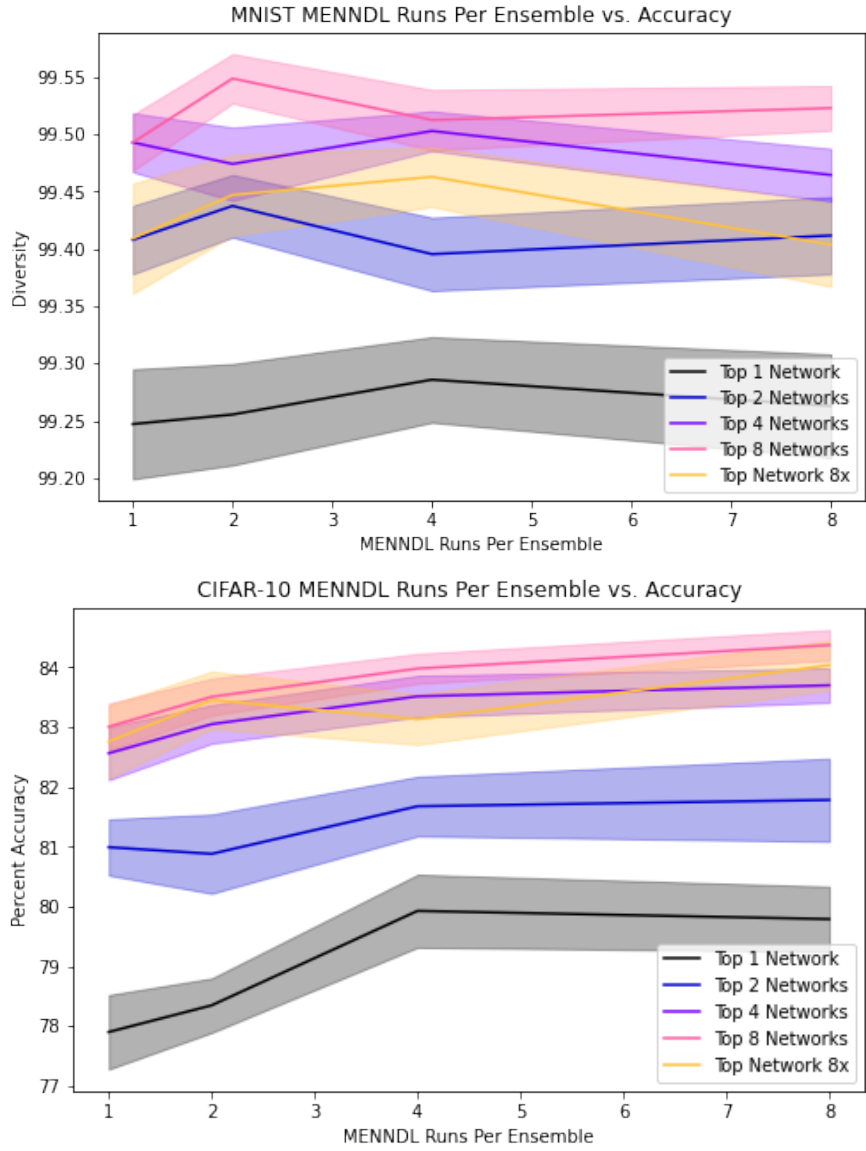 MNIST MENNDL Runs Per Ensemble vs. Accuracy
Diversity
99.55
99.50
99.45
99.40
99.35
99.30
99.25
99.20
Top 1 Network
Top 2 Networks
Top 4 Networks
Top 8 Networks
Top Network 8x
1 2 3 4 5 6 7 8
MENNDL Runs Per Ensemble
CIFAR-10 MENNDL Runs Per Ensemble vs. Accuracy
Percent Accuracy
84
83
82
81
80
79
78
77
Top 1 Network
Top 2 Networks
Top 4 Networks
Top 8 Networks
Top Network 8x
1 2 3 4 5 6 7 8
MENNDL Runs Per Ensemble